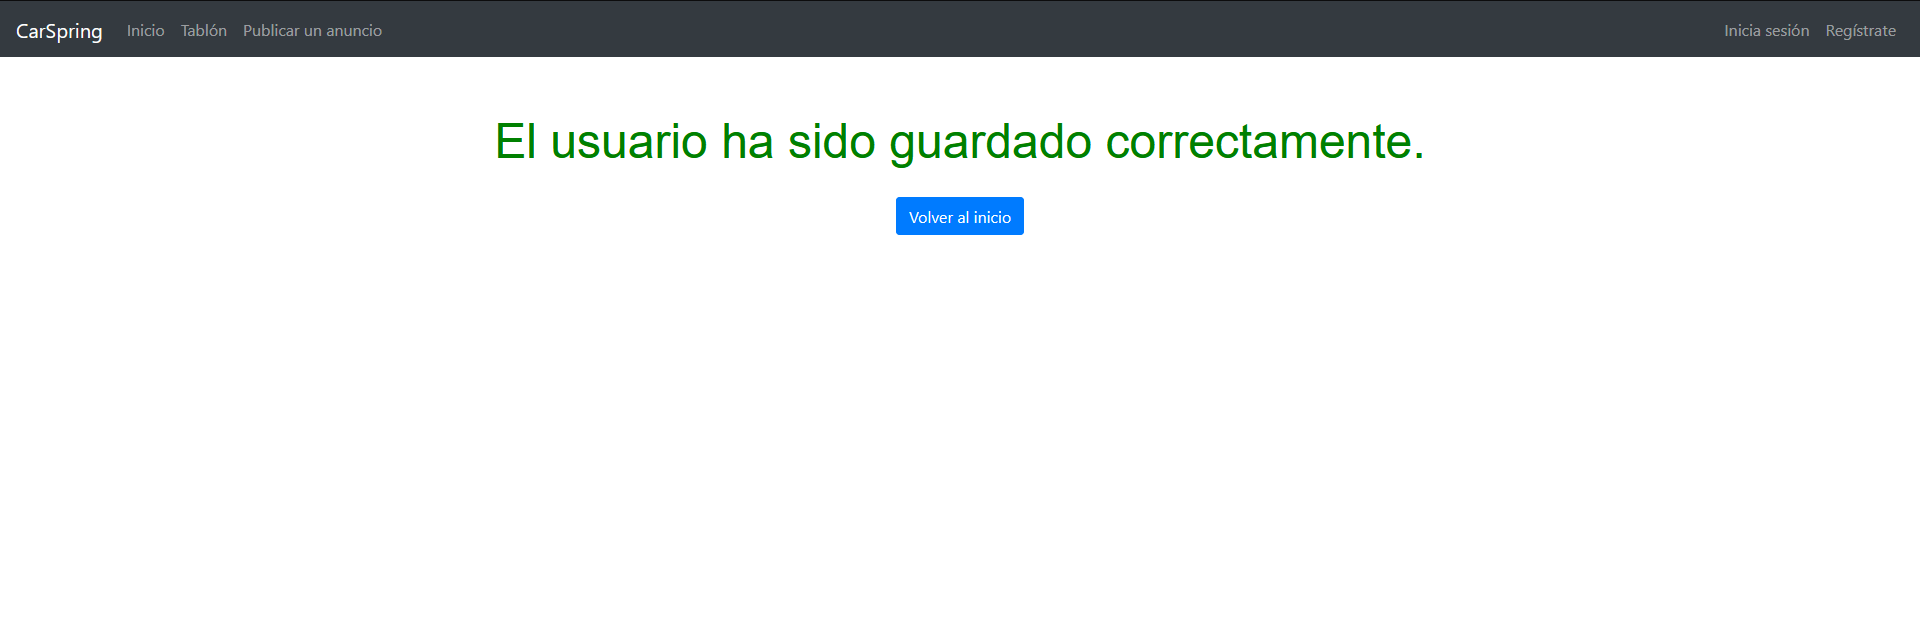 CarSpring Inicio Tablón Publicar un anuncio Inicia sesión Regístrate
El usuario ha sido guardado correctamente.
Volver al inicio